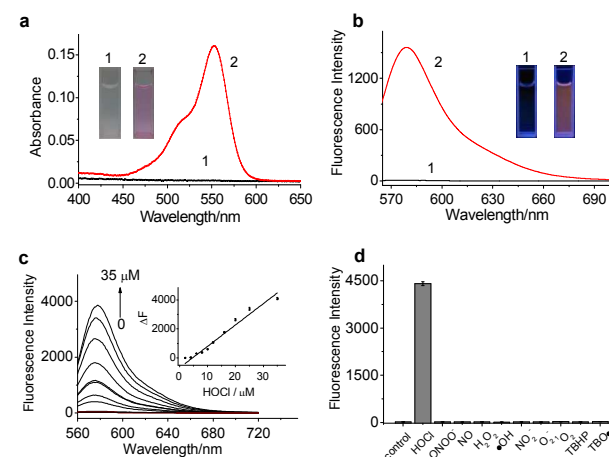 a
0.15
0.10
0.05
0.00
Absorbance
1 2
2
1
400 450 500 550 600 650
Wavelength/nm
b
1200
600
0
Fluorescence Intensity
2
1 2
1
570 600 630 660 690
Wavelength/nm
c
4000
2000
0
Fluorescence Intensity
35 μM
0
4000
2000
0
ΔF
0 10 20 30
HOCl / μM
560 600 640 680 720
Wavelength/nm
d
4500
3000
1500
0
Fluorescence Intensity
control
HOCl
ONOO⁻
NO
H₂O₂
•OH
NO₂⁻
O₂⁻
¹O₂
TBHP
TBO•